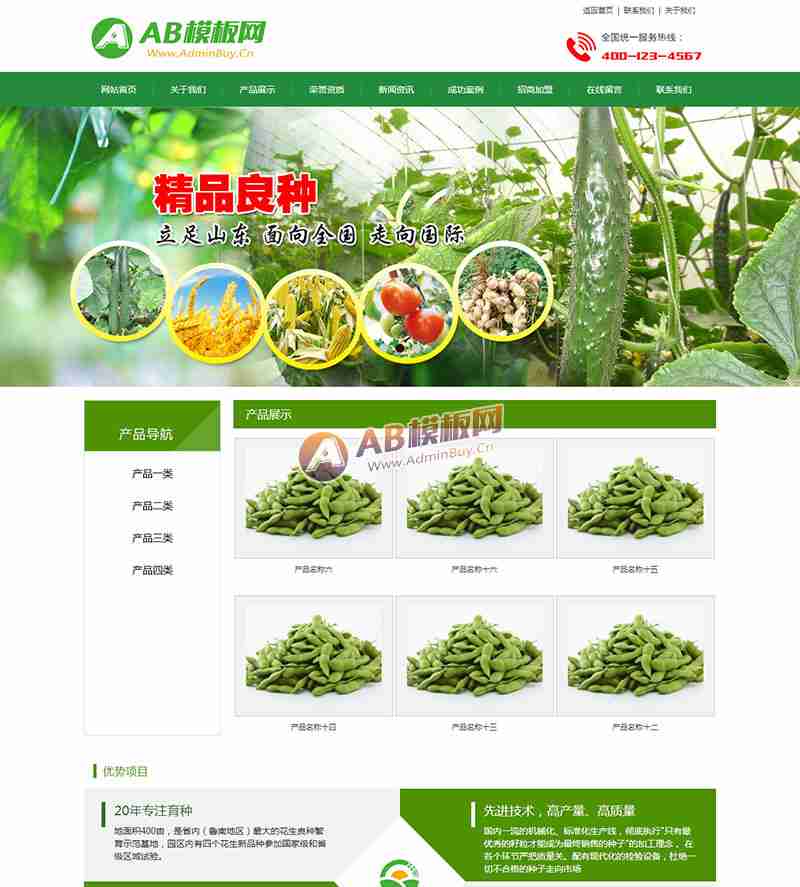 返回首页 | 联系我们 | 关于我们
AB模板网
Www.AdminBuy.Cn
全国统一服务热线：
400-123-4567
网站首页 关于我们 产品展示 荣誉资质 新闻资讯 成功案例 招商加盟 在线留言 联系我们
精品良种
立足山东 面向全国 走向国际
产品导航
产品一类
产品二类
产品三类
产品四类
产品展示
AB模板网
Www.AdminBuy.Cn
产品名称六 产品名称十六 产品名称十五
产品名称十四 产品名称十三 产品名称十二
优势项目
20年专注育种
地面积400亩，是省内（鲁南地区）最大的花生良种繁
育示范基地，园区内有四个花生新品种参加国家级和省
级区域试验。
先进技术，高产量、高质量
国内一流的机械化、标准化生产线，彻底执行"只有最
优秀的籽粒才能成为最终销售的种子"的加工理念，在
各个环节严把质量关。配有现代化的检验设备，杜绝一
切不合格的种子走向市场